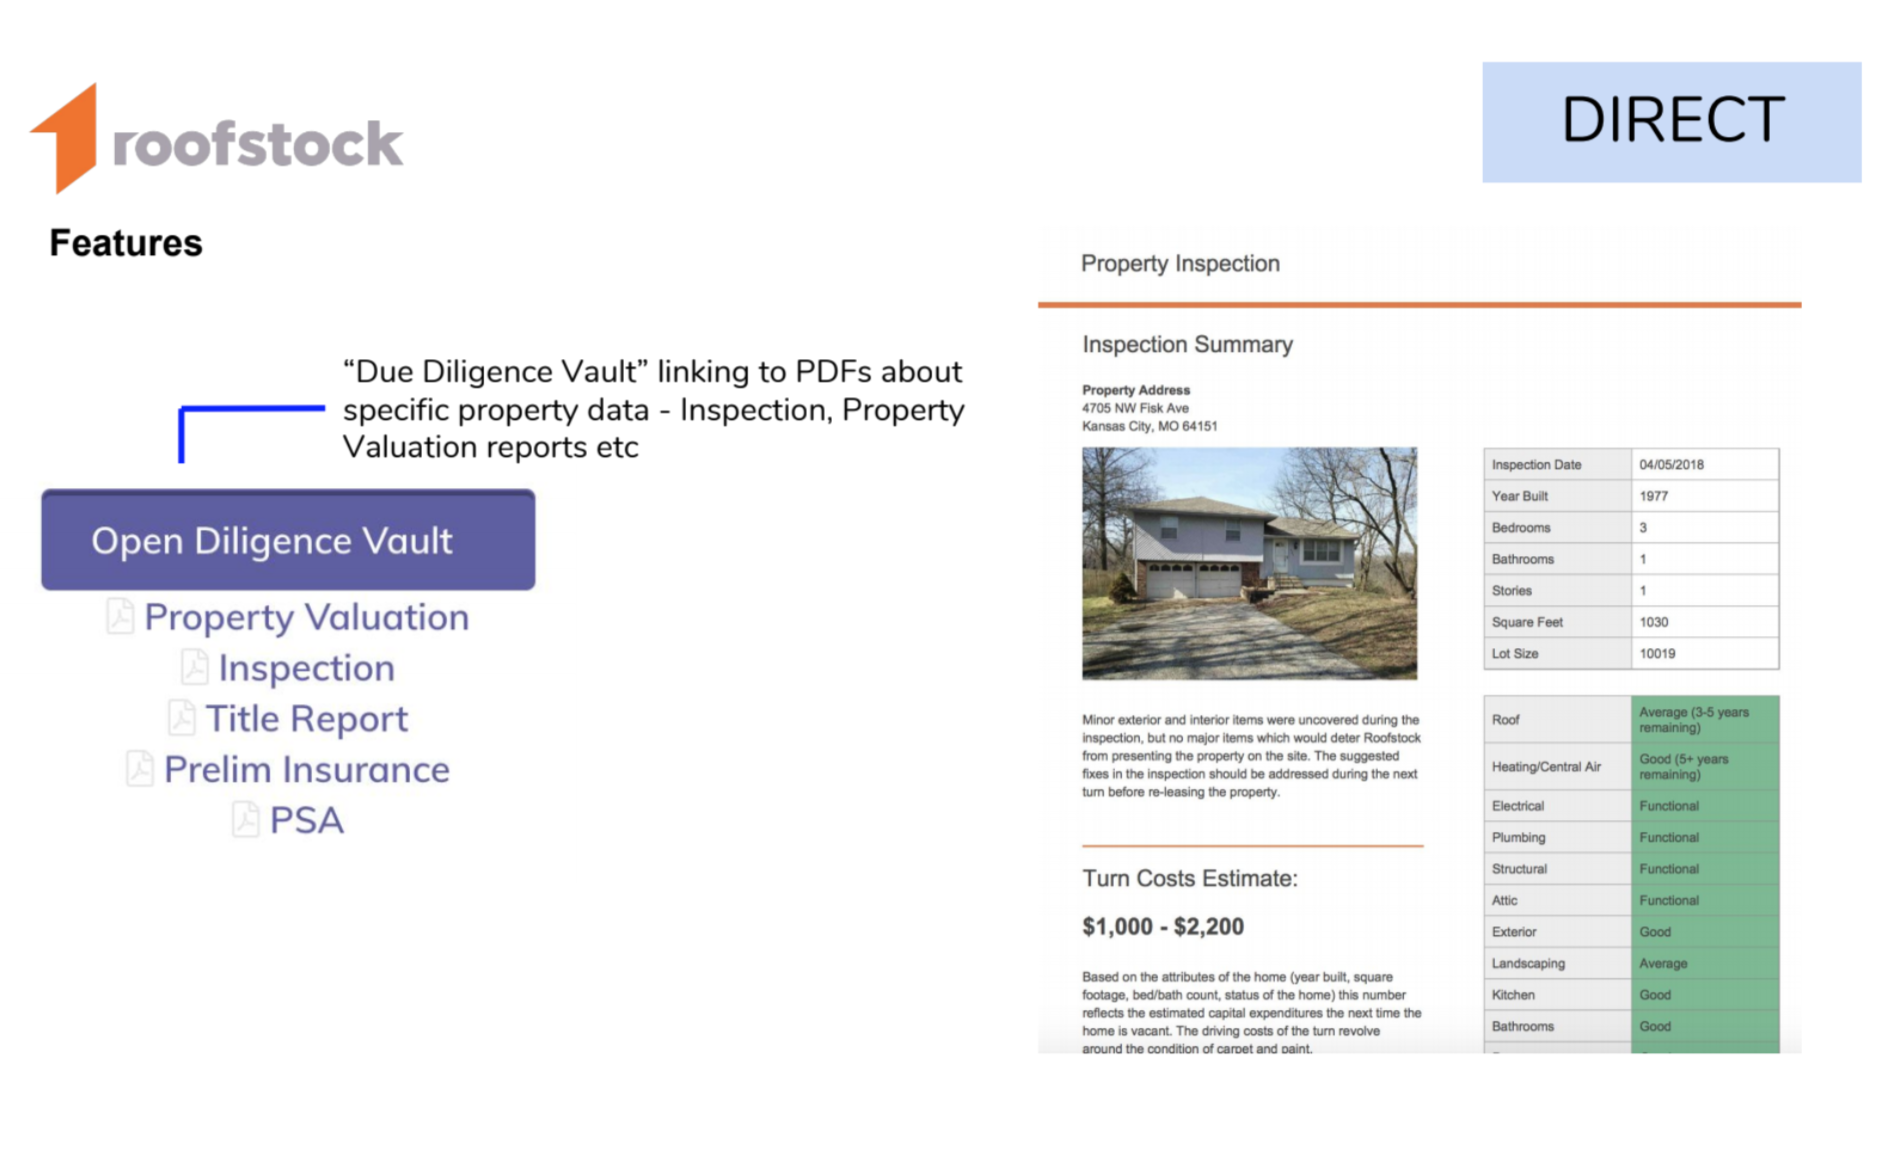 roofstock
DIRECT
Features
“Due Diligence Vault” linking to PDFs about
specific property data - Inspection, Property
Valuation reports etc
Open Diligence Vault
Property Valuation
Inspection
Title Report
Prelim Insurance
PSA
Property Inspection
Inspection Summary
Property Address
4705 NW Fisk Ave
Kansas City, MO 64151
Minor exterior and interior items were uncovered during the
inspection, but no major items which would deter Roofstock
from presenting the property on the site. The suggested
fixes in the inspection should be addressed during the next
turn before re-leasing the property.
Turn Costs Estimate:
$1,000 - $2,200
Based on the attributes of the home (year built, square
footage, bed/bath count, status of the home) this number
reflects the estimated capital expenditures the next time the
home is vacant. The driving costs of the turn revolve
around the condition of carpet and paint.
Inspection Date 04/05/2018
Year Built 1977
Bedrooms 3
Bathrooms 1
Stories 1
Square Feet 1030
Lot Size 10019
Roof Average (3-5 years
remaining)
Heating/Central Air Good (5+ years
remaining)
Electrical Functional
Plumbing Functional
Structural Functional
Attic Functional
Exterior Good
Landscaping Average
Kitchen Good
Bathrooms Good